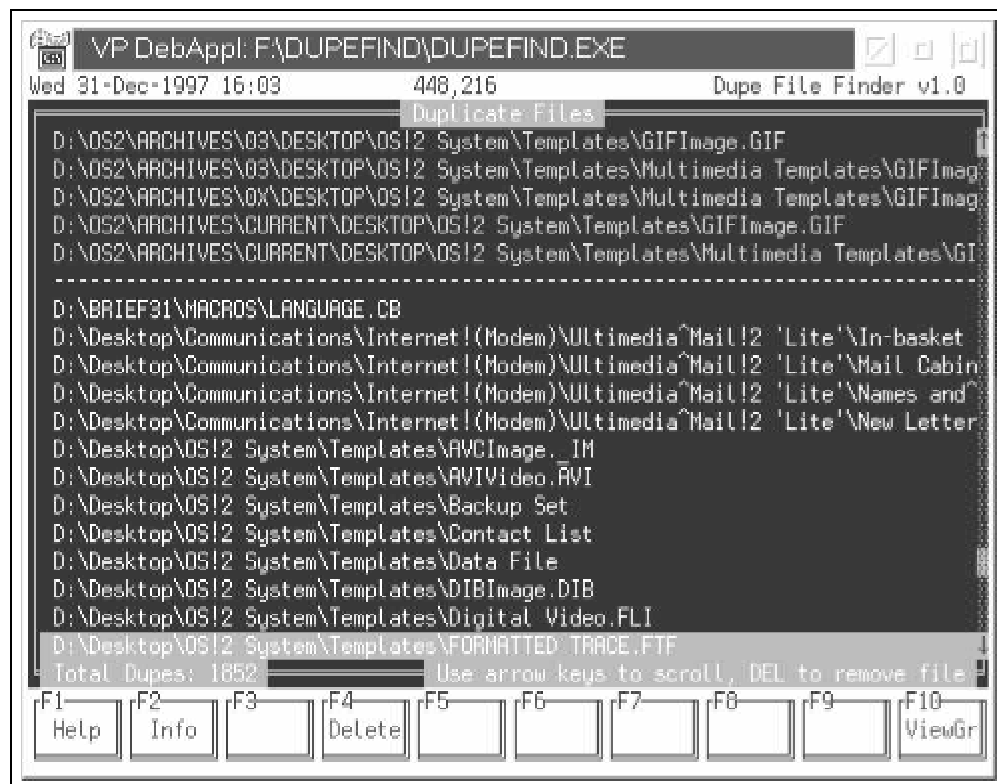 VP DebAppl: F:\DUPEFIND\DUPEFIND.EXE
Wed 31-Dec-1997 16:03 448,216 Dupe File Finder v1.0
Duplicate Files
D:\OS2\ARCHIVES\03\DESKTOP\OS!2 System\Templates\GIFImage.GIF
D:\OS2\ARCHIVES\03\DESKTOP\OS!2 System\Templates\Multimedia Templates\GIFImag
D:\OS2\ARCHIVES\0X\DESKTOP\OS!2 System\Templates\Multimedia Templates\GIFImag
D:\OS2\ARCHIVES\CURRENT\DESKTOP\OS!2 System\Templates\GIFImage.GIF
D:\OS2\ARCHIVES\CURRENT\DESKTOP\OS!2 System\Templates\Multimedia Templates\GI
D:\BRIEF31\MACROS\LANGUAGE.CB
D:\Desktop\Communications\Internet!(Modem)\Ultimedia^Mail!2 'Lite'\In-basket
D:\Desktop\Communications\Internet!(Modem)\Ultimedia^Mail!2 'Lite'\Mail Cabin
D:\Desktop\Communications\Internet!(Modem)\Ultimedia^Mail!2 'Lite'\Names and^
D:\Desktop\Communications\Internet!(Modem)\Ultimedia^Mail!2 'Lite'\New Letter
D:\Desktop\OS!2 System\Templates\AVCImage._IM
D:\Desktop\OS!2 System\Templates\AVIVideo.AVI
D:\Desktop\OS!2 System\Templates\Backup Set
D:\Desktop\OS!2 System\Templates\Contact List
D:\Desktop\OS!2 System\Templates\Data File
D:\Desktop\OS!2 System\Templates\DIBImage.DIB
D:\Desktop\OS!2 System\Templates\Digital Video.FLI
D:\Desktop\OS!2 System\Templates\FORMATTED TRACE.FTF
Total Dupes: 1852 Use arrow keys to scroll, DEL to remove file
F1 F2 F3 F4 F5 F6 F7 F8 F9 F10
Help Info Delete ViewGr